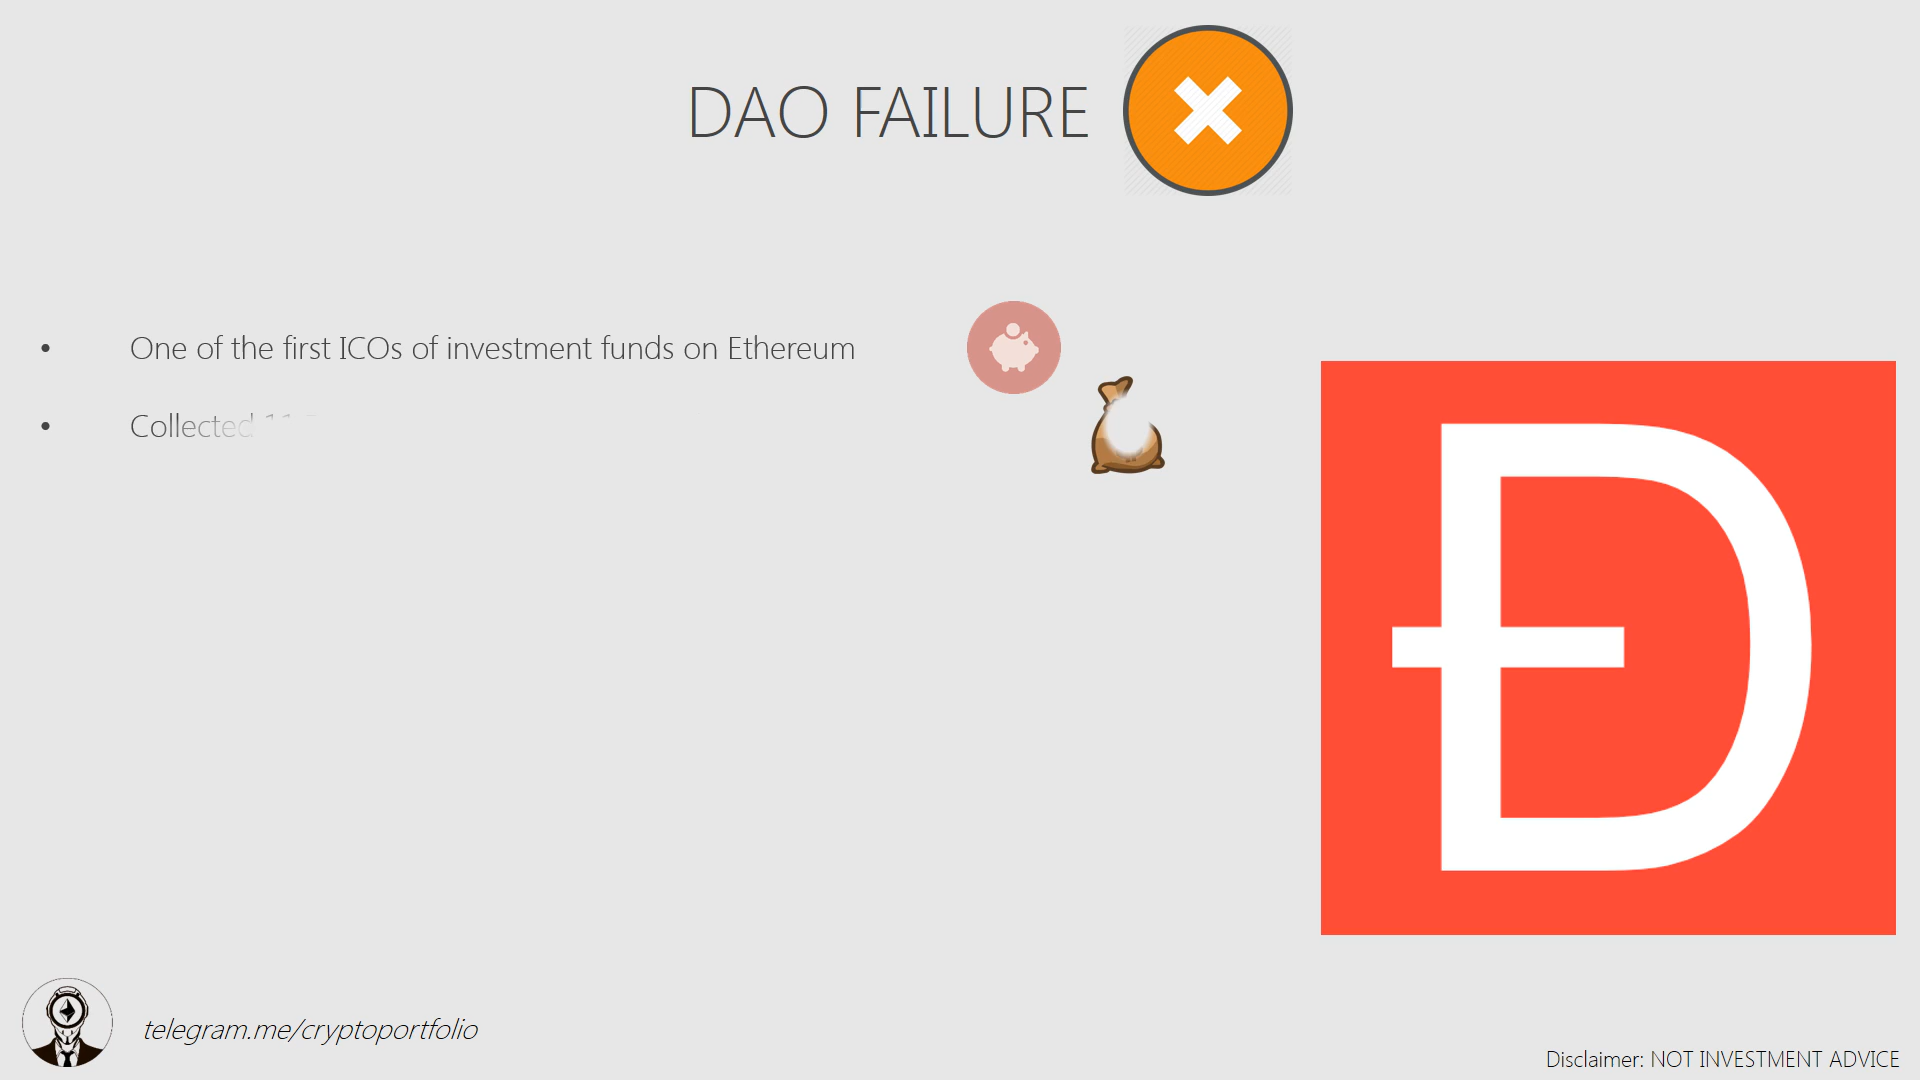 DAO FAILURE
• One of the first ICOs of investment funds on Ethereum
• Collected
telegram.me/cryptoportfolio
Disclaimer: NOT INVESTMENT ADVICE